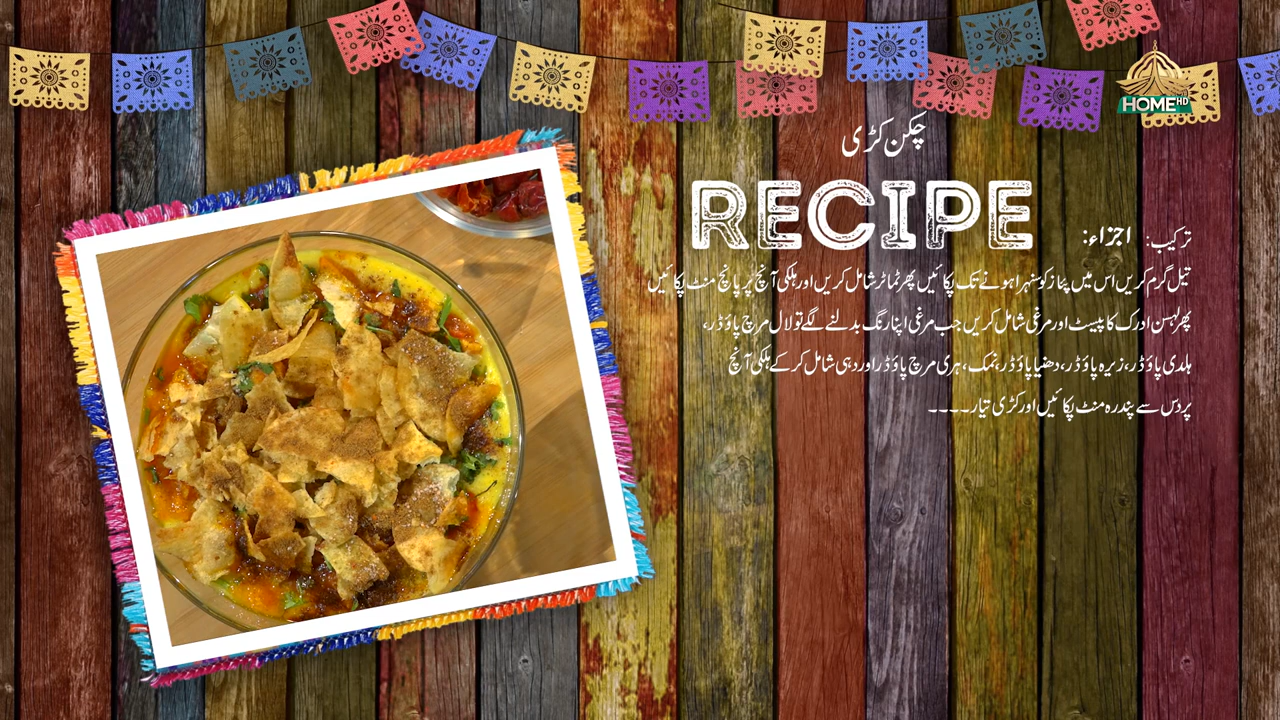 HOME HD
چکن کڑی
RECIPE
ترکیب: اجزاء:
تیل گرم کریں اس میں پیاز کو سنہرا ہونے تک پکائیں پھر ٹماٹر شامل کریں اور ہلکی آنچ پر پانچ منٹ پکائیں
پھر لہسن ادرک کا پیسٹ اور مرغی شامل کریں جب مرغی اپنا رنگ بدلنے لگے تو لال مرچ پاؤڈر،
ہلدی پاؤڈر، زیرہ پاؤڈر، دھنیا پاؤڈر، نمک، ہری مرچ پاؤڈر اور دہی شامل کر کے ہلکی آنچ
پر دس سے پندرہ منٹ پکائیں اور کڑی تیار۔۔۔۔